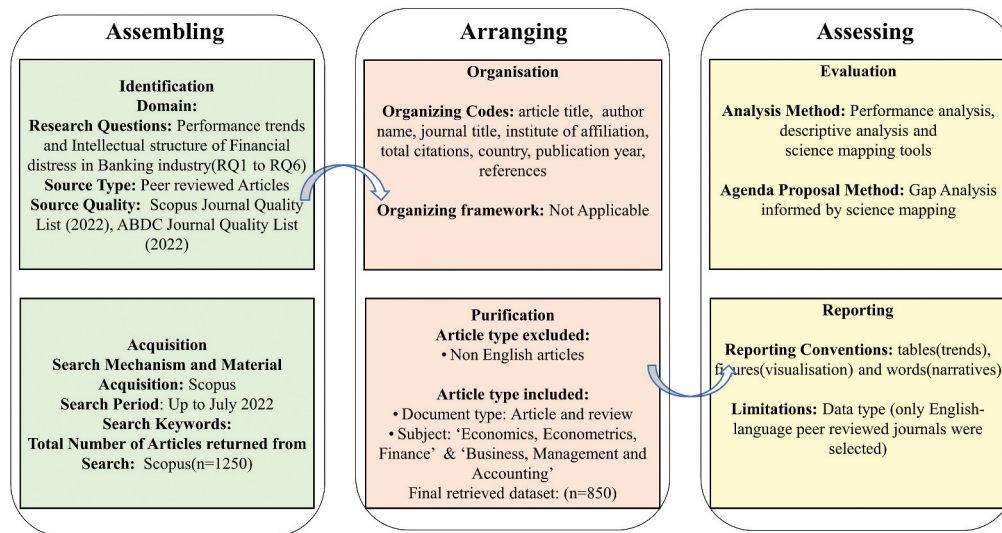 Assembling
Identification
Domain:
Research Questions: Performance trends
and Intellectual structure of Financial
distress in Banking industry(RQ1 to RQ6)
Source Type: Peer reviewed Articles
Source Quality: Scopus Journal Quality
List (2022), ABDC Journal Quality List
(2022)
Acquisition
Search Mechanism and Material
Acquisition: Scopus
Search Period: Up to July 2022
Search Keywords:
Total Number of Articles returned from
Search: Scopus(n=1250)
Arranging
Organisation
Organizing Codes: article title, author
name, journal title, institute of affiliation,
total citations, country, publication year,
references
Organizing framework: Not Applicable
Purification
Article type excluded:
• Non English articles
Article type included:
• Document type: Article and review
• Subject: ‘Economics, Econometrics,
Finance’ & ‘Business, Management and
Accounting’
Final retrieved dataset: (n=850)
Assessing
Evaluation
Analysis Method: Performance analysis,
descriptive analysis and
science mapping tools
Agenda Proposal Method: Gap Analysis
informed by science mapping
Reporting
Reporting Conventions: tables(trends),
figures(visualisation) and words(narratives)
Limitations: Data type (only English-
language peer reviewed journals were
selected)